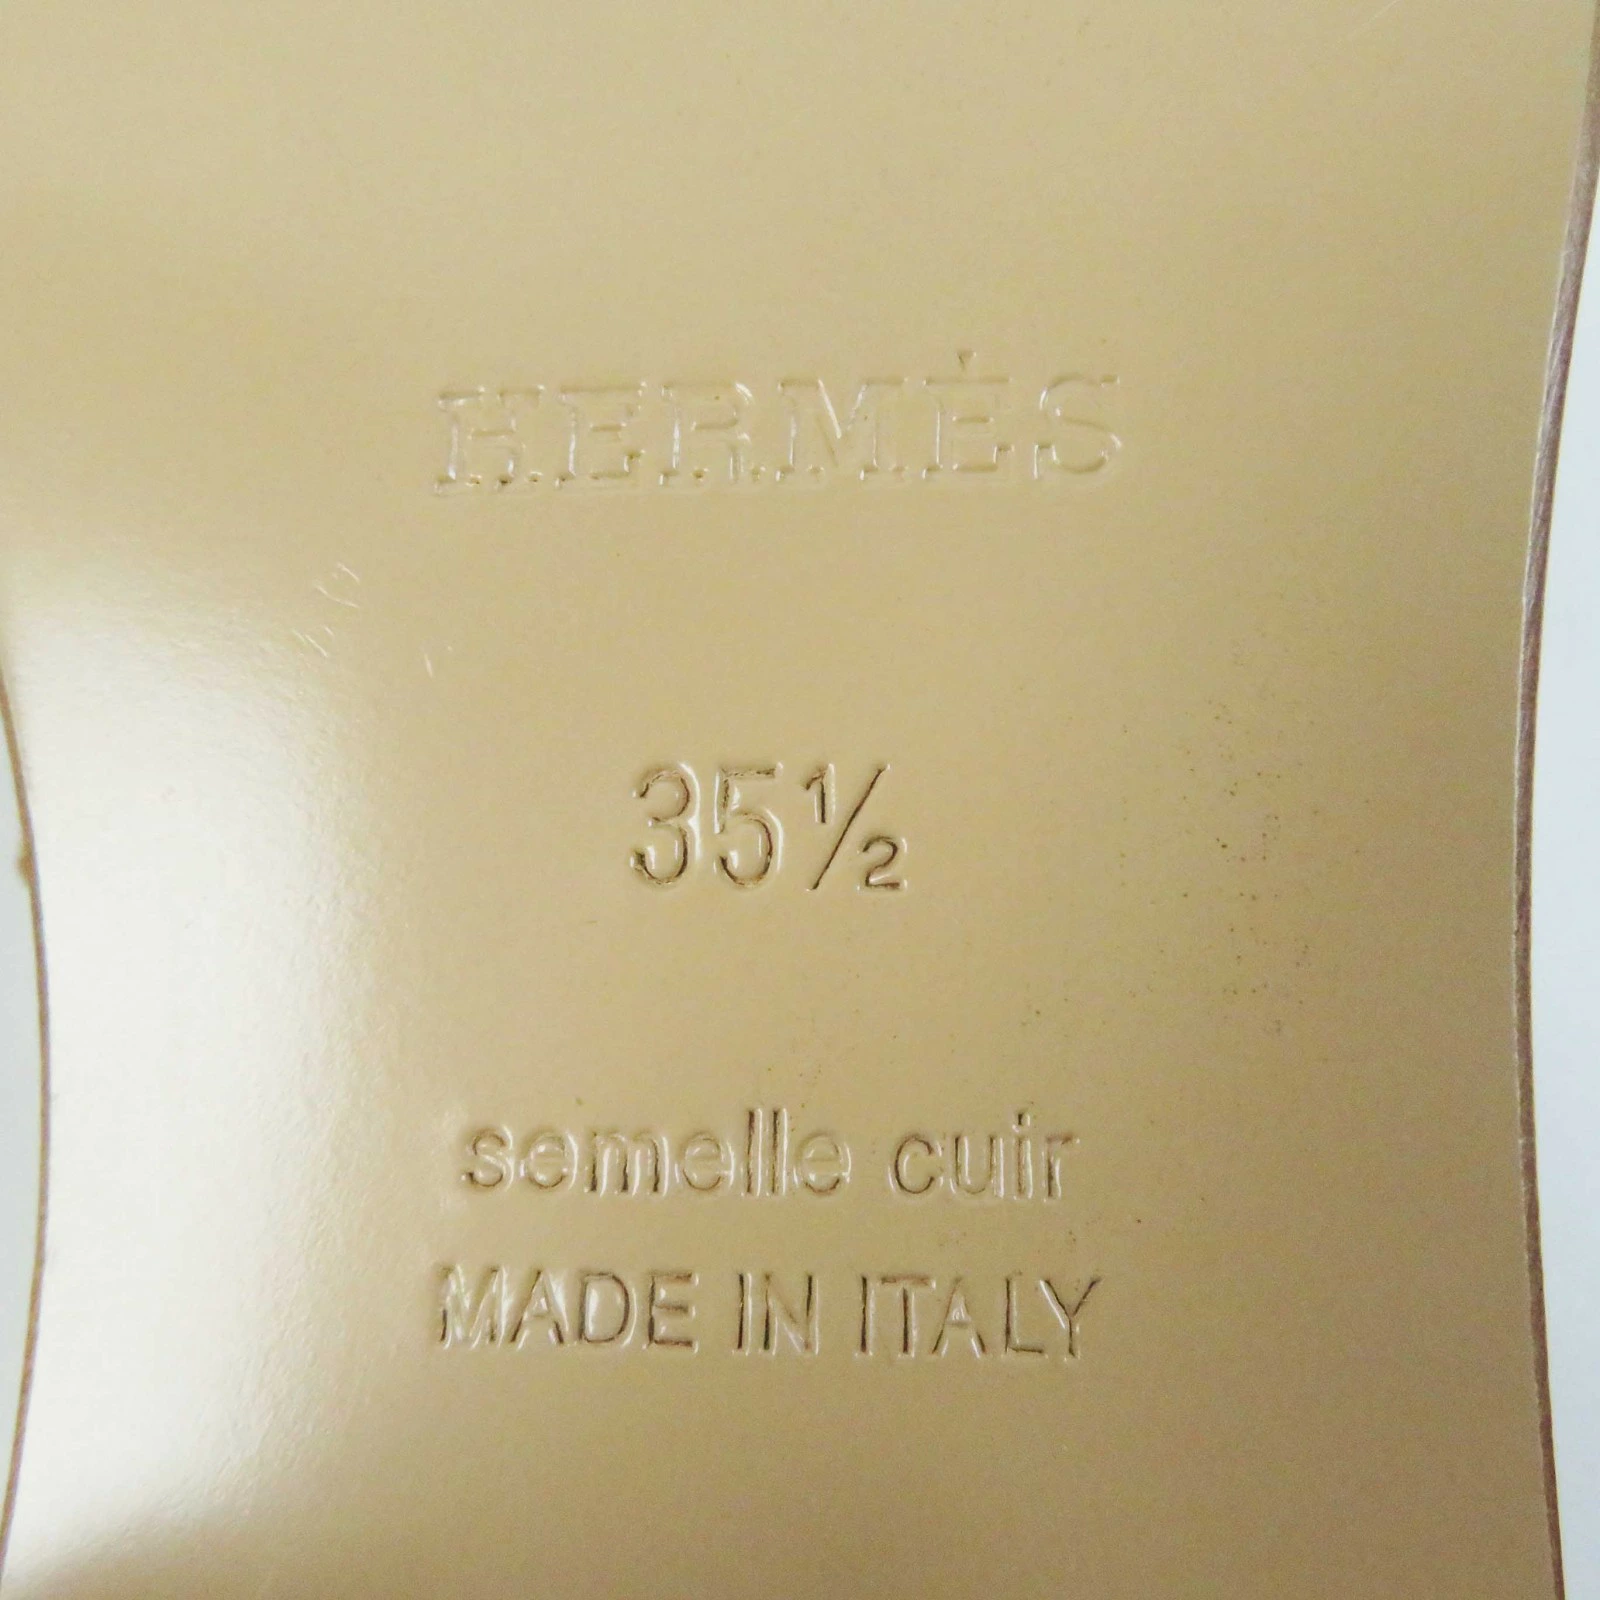 HERMÈS
35½
semelle cuir
MADE IN ITALY